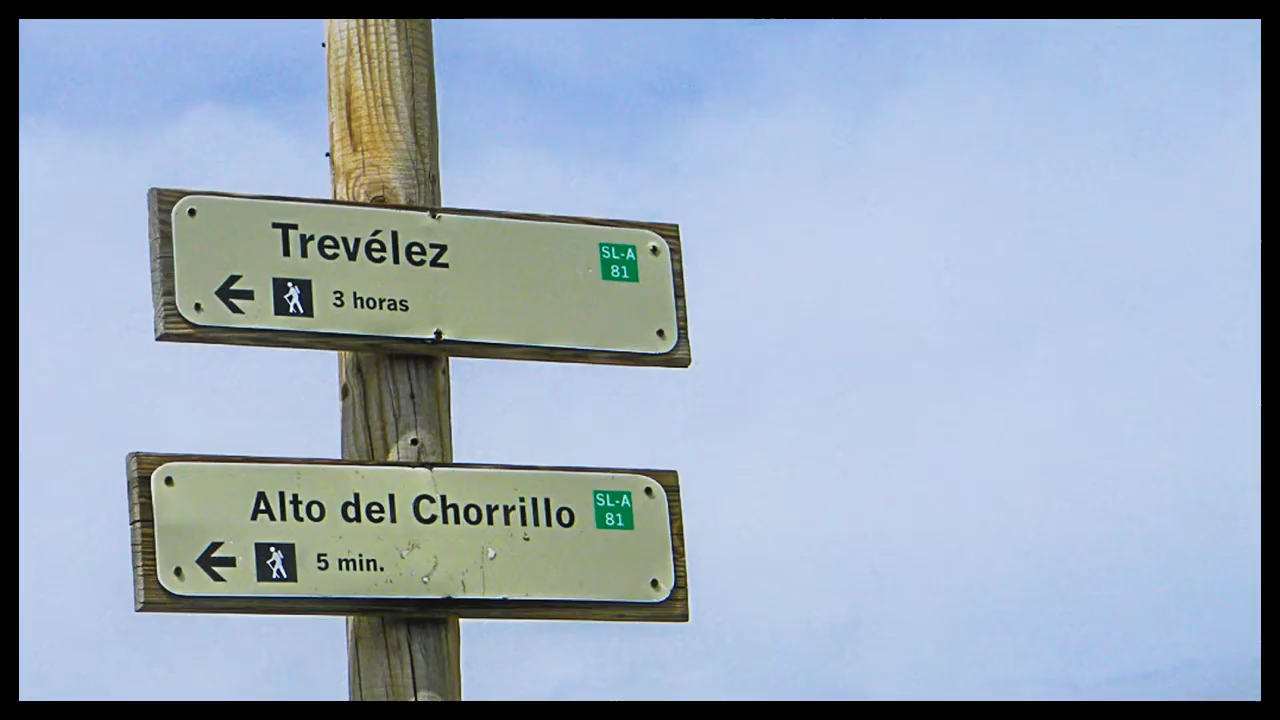 Trevélez
SL-A
81
3 horas
Alto del Chorrillo
SL-A
81
5 min.